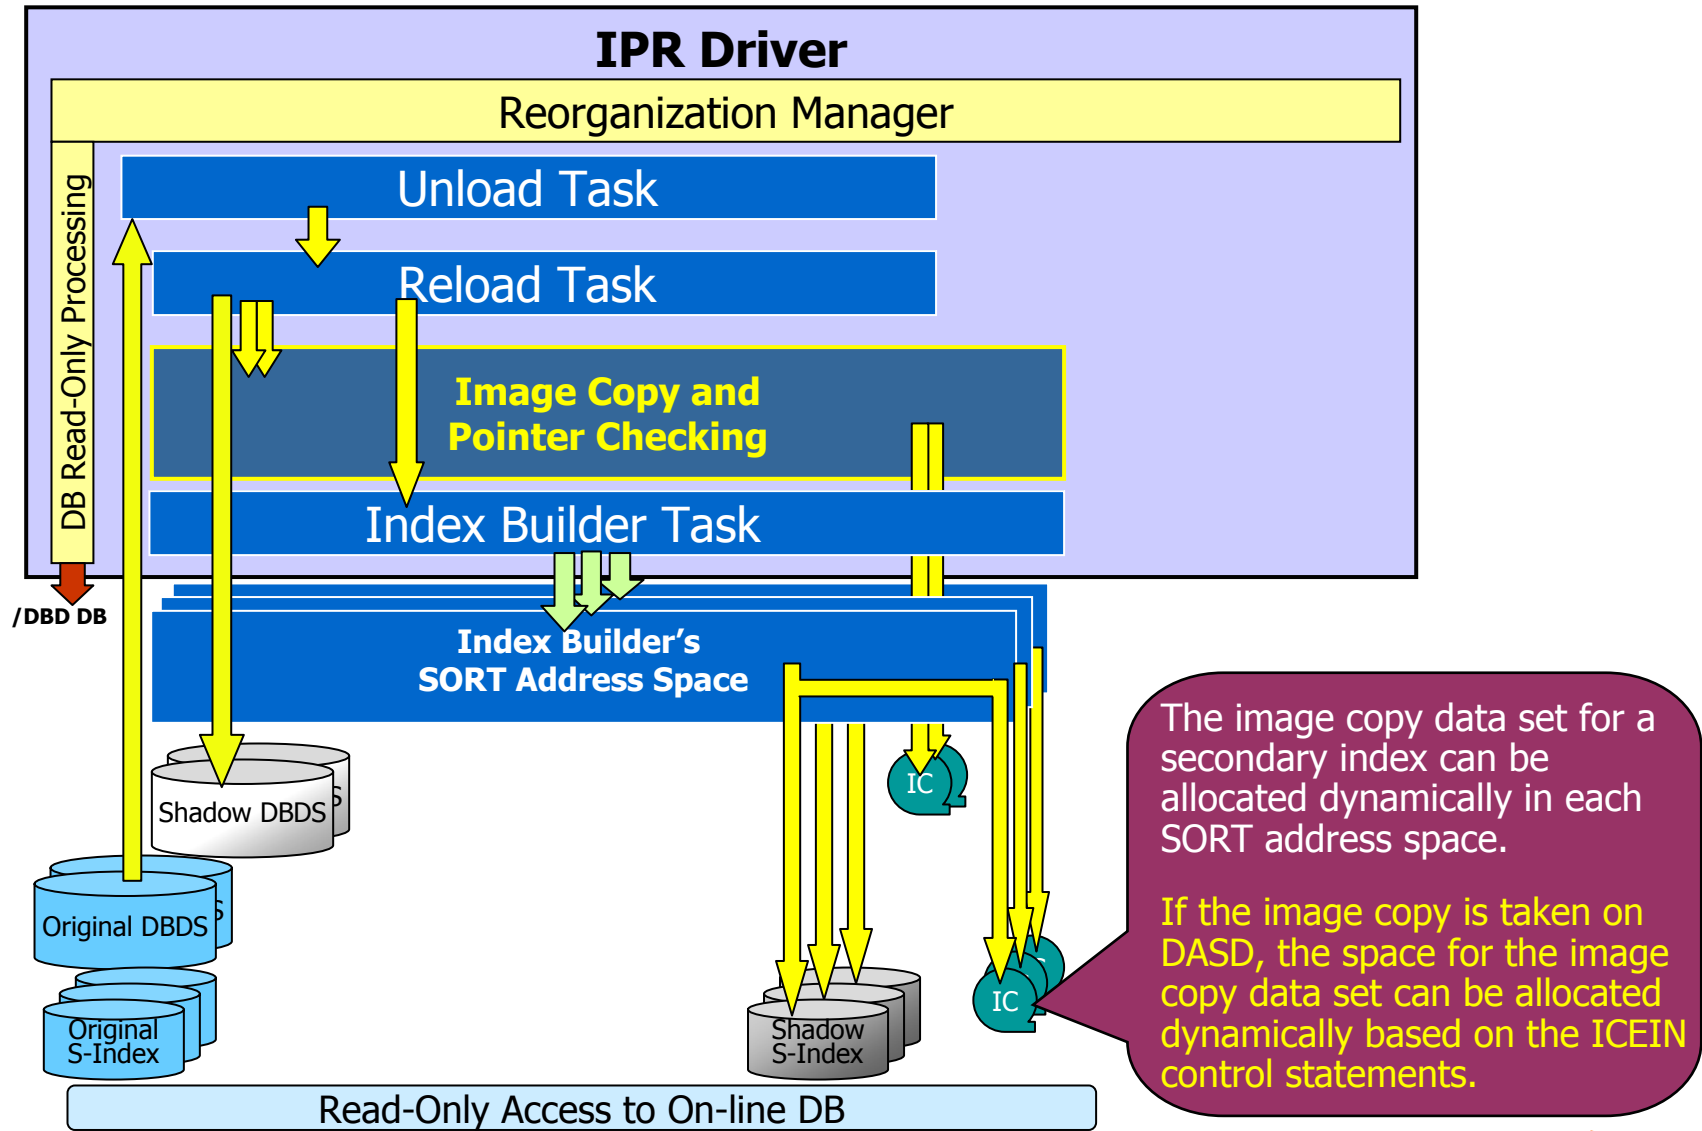 IPR Driver
Reorganization Manager
DB Read-Only Processing
Unload Task
Reload Task
Image Copy and
Pointer Checking
Index Builder Task
/DBD DB
Index Builder’s
SORT Address Space
Shadow DBDS
S
IC
Original DBDS
S
Original
S-Index
Shadow
S-Index
IC
The image copy data set for a
secondary index can be
allocated dynamically in each
SORT address space.
If the image copy is taken on
DASD, the space for the image
copy data set can be allocated
dynamically based on the ICEIN
control statements.
Read-Only Access to On-line DB